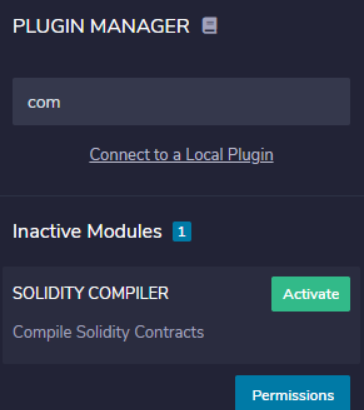 PLUGIN MANAGER
com
Connect to a Local Plugin
Inactive Modules 1
SOLIDITY COMPILER Activate
Compile Solidity Contracts
Permissions